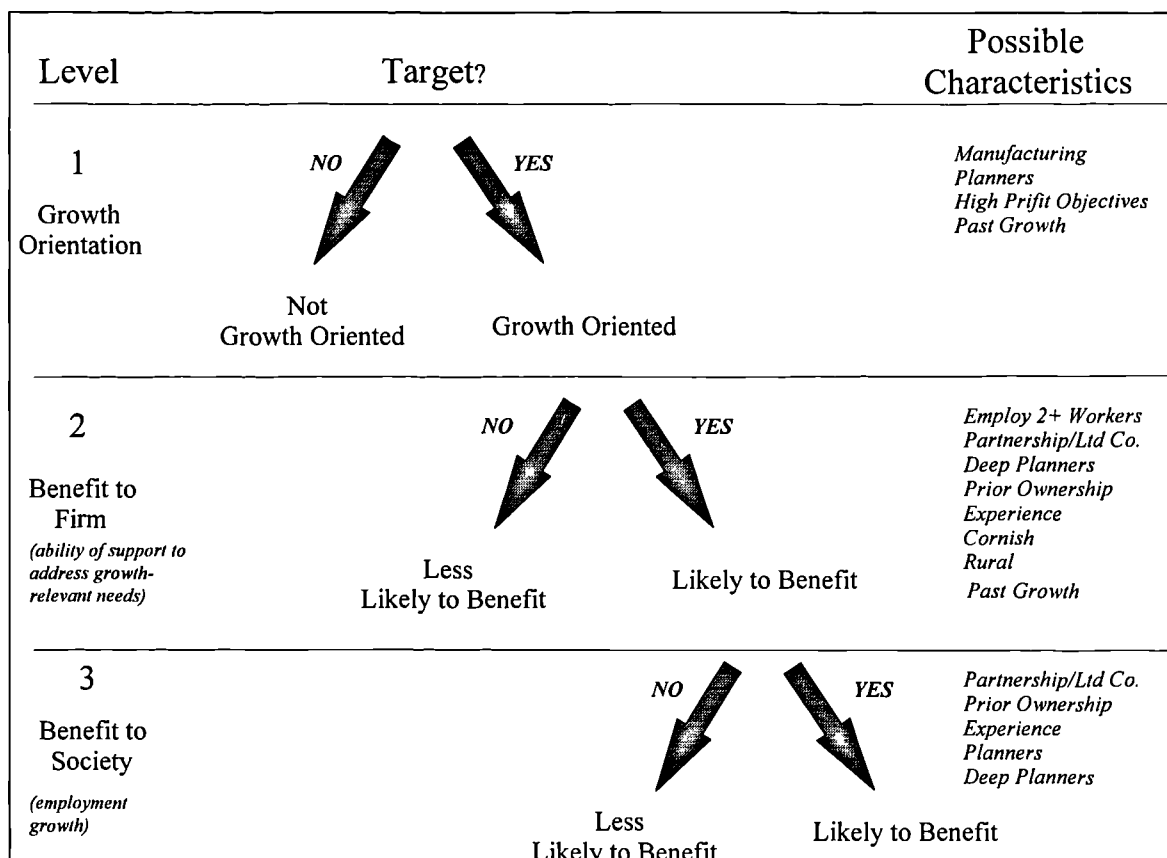 Level
Target?
Possible
Characteristics
1
Growth
Orientation
NO
YES
Not
Growth Oriented
Growth Oriented
Manufacturing
Planners
High Prifit Objectives
Past Growth
2
Benefit to
Firm
(ability of support to
address growth-
relevant needs)
NO
YES
Less
Likely to Benefit
Likely to Benefit
Employ 2+ Workers
Partnership/Ltd Co.
Deep Planners
Prior Ownership
Experience
Cornish
Rural
Past Growth
3
Benefit to
Society
(employment
growth)
NO
YES
Less
Likely to Benefit
Likely to Benefit
Partnership/Ltd Co.
Prior Ownership
Experience
Planners
Deep Planners